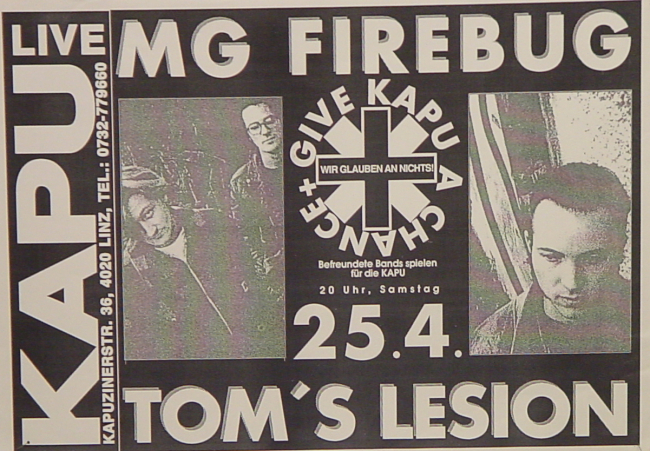 LIVE
KAPU
KAPUZINERSTR. 36, 4020 LINZ, TEL.: 0732-779660
MG FIREBUG
GIVE KAPU A CHANCE+
WIR GLAUBEN AN NICHTS!
Befreundete Bands spielen
für die KAPU
20 Uhr, Samstag
25.4.
TOM´S LESION